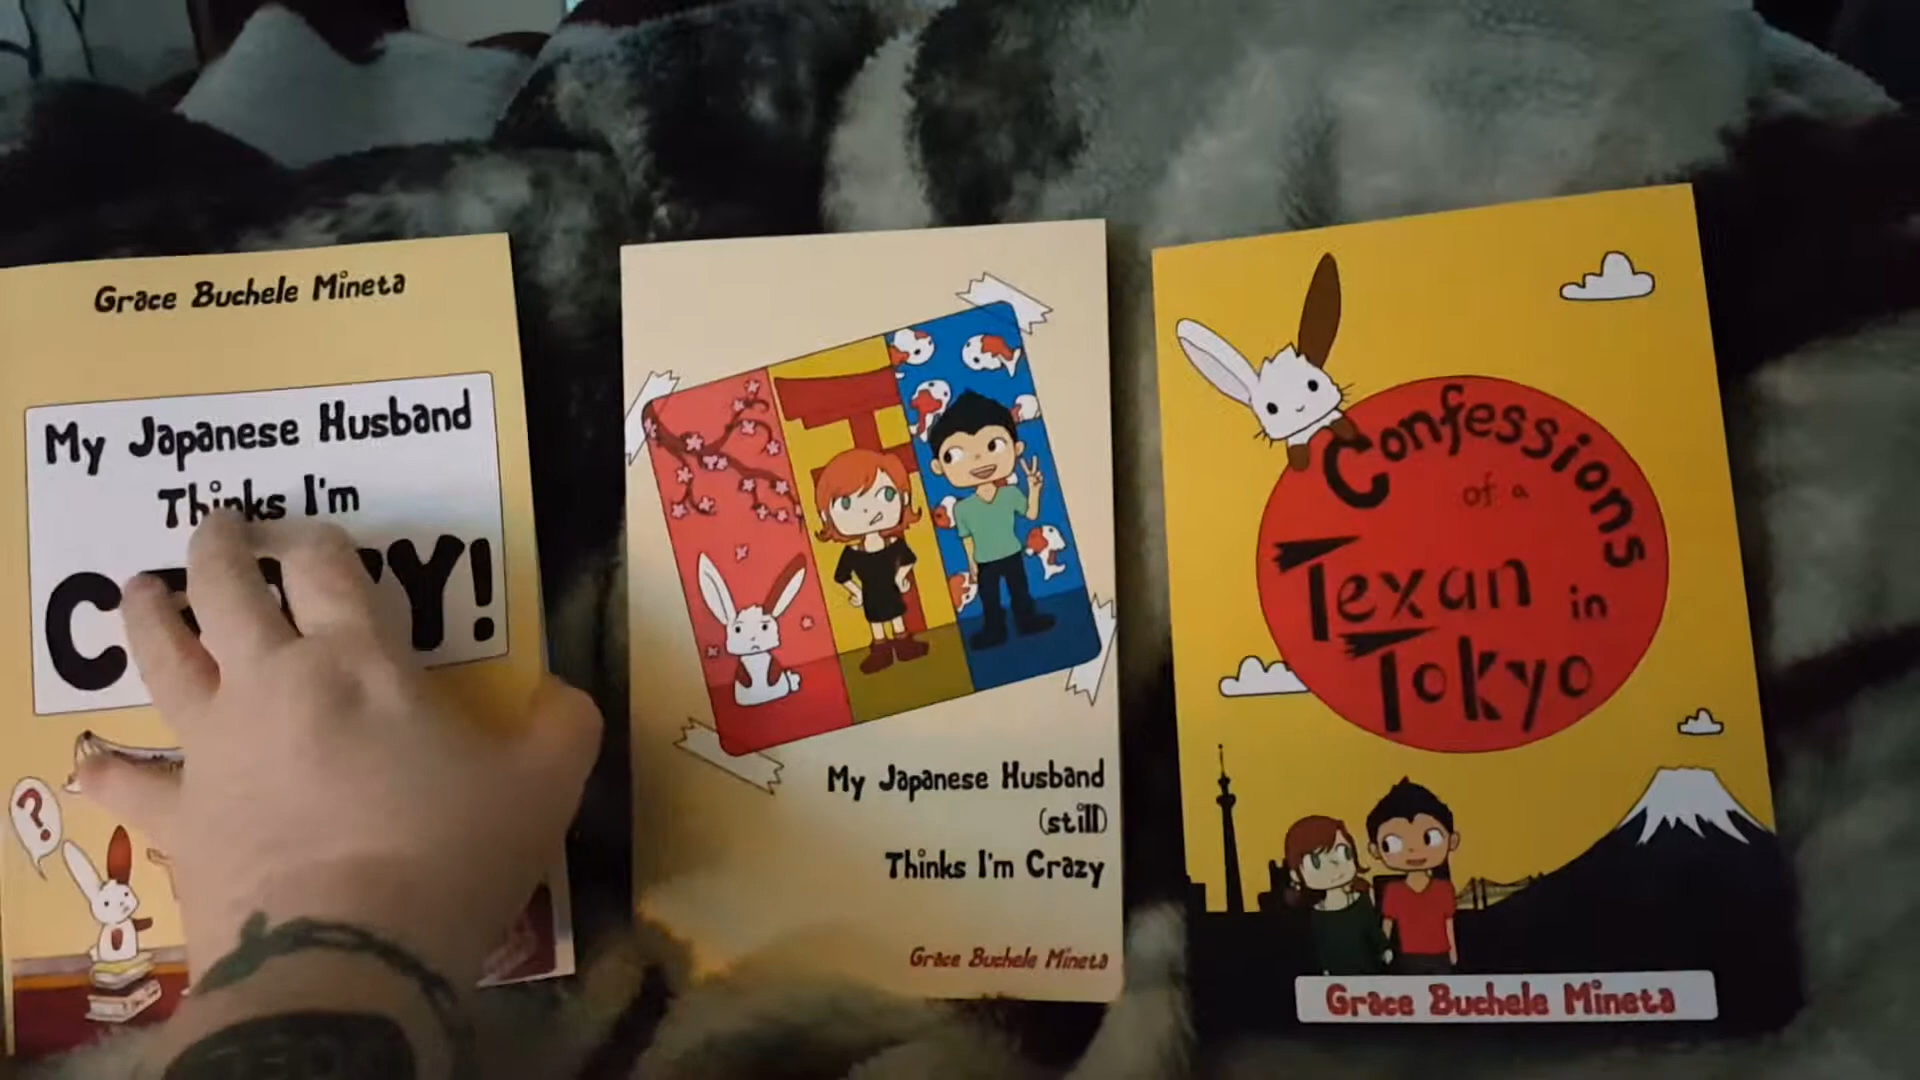 Grace Buchele Mineta
My Japanese Husband
Thinks I'm
CRAZY!
?
My Japanese Husband
(still)
Thinks I'm Crazy
Grace Buchele Mineta
Confessions
of a
Texan
in
Tokyo
Grace Buchele Mineta